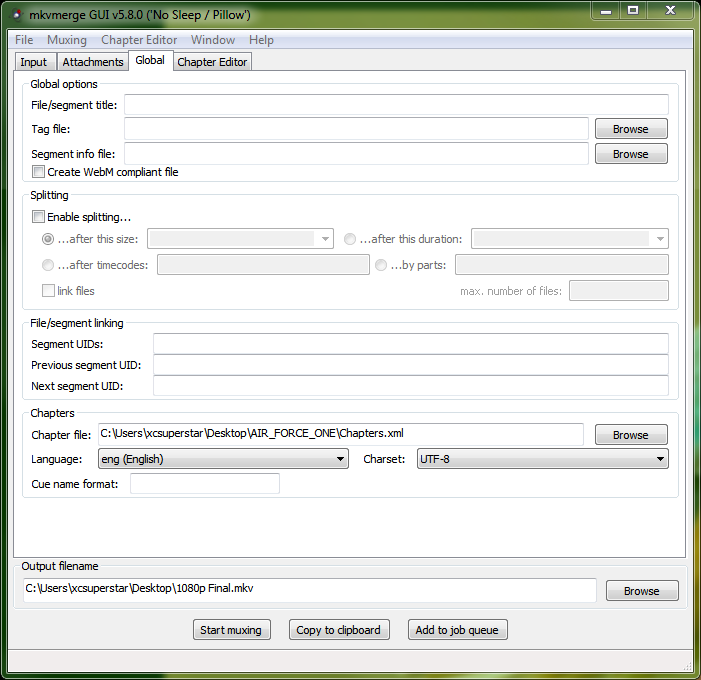 mkvmerge GUI v5.8.0 ('No Sleep / Pillow')
File Muxing Chapter Editor Window Help
Input Attachments Global Chapter Editor
Global options
File/segment title:
Tag file: Browse
Segment info file: Browse
Create WebM compliant file
Splitting
Enable splitting...
...after this size: ...after this duration:
...after timecodes: ...by parts:
link files max. number of files:
File/segment linking
Segment UIDs:
Previous segment UID:
Next segment UID:
Chapters
Chapter file: C:\Users\xcsuperstar\Desktop\AIR_FORCE_ONE\Chapters.xml Browse
Language: eng (English) Charset: UTF-8
Cue name format:
Output filename
C:\Users\xcsuperstar\Desktop\1080p Final.mkv Browse
Start muxing Copy to clipboard Add to job queue